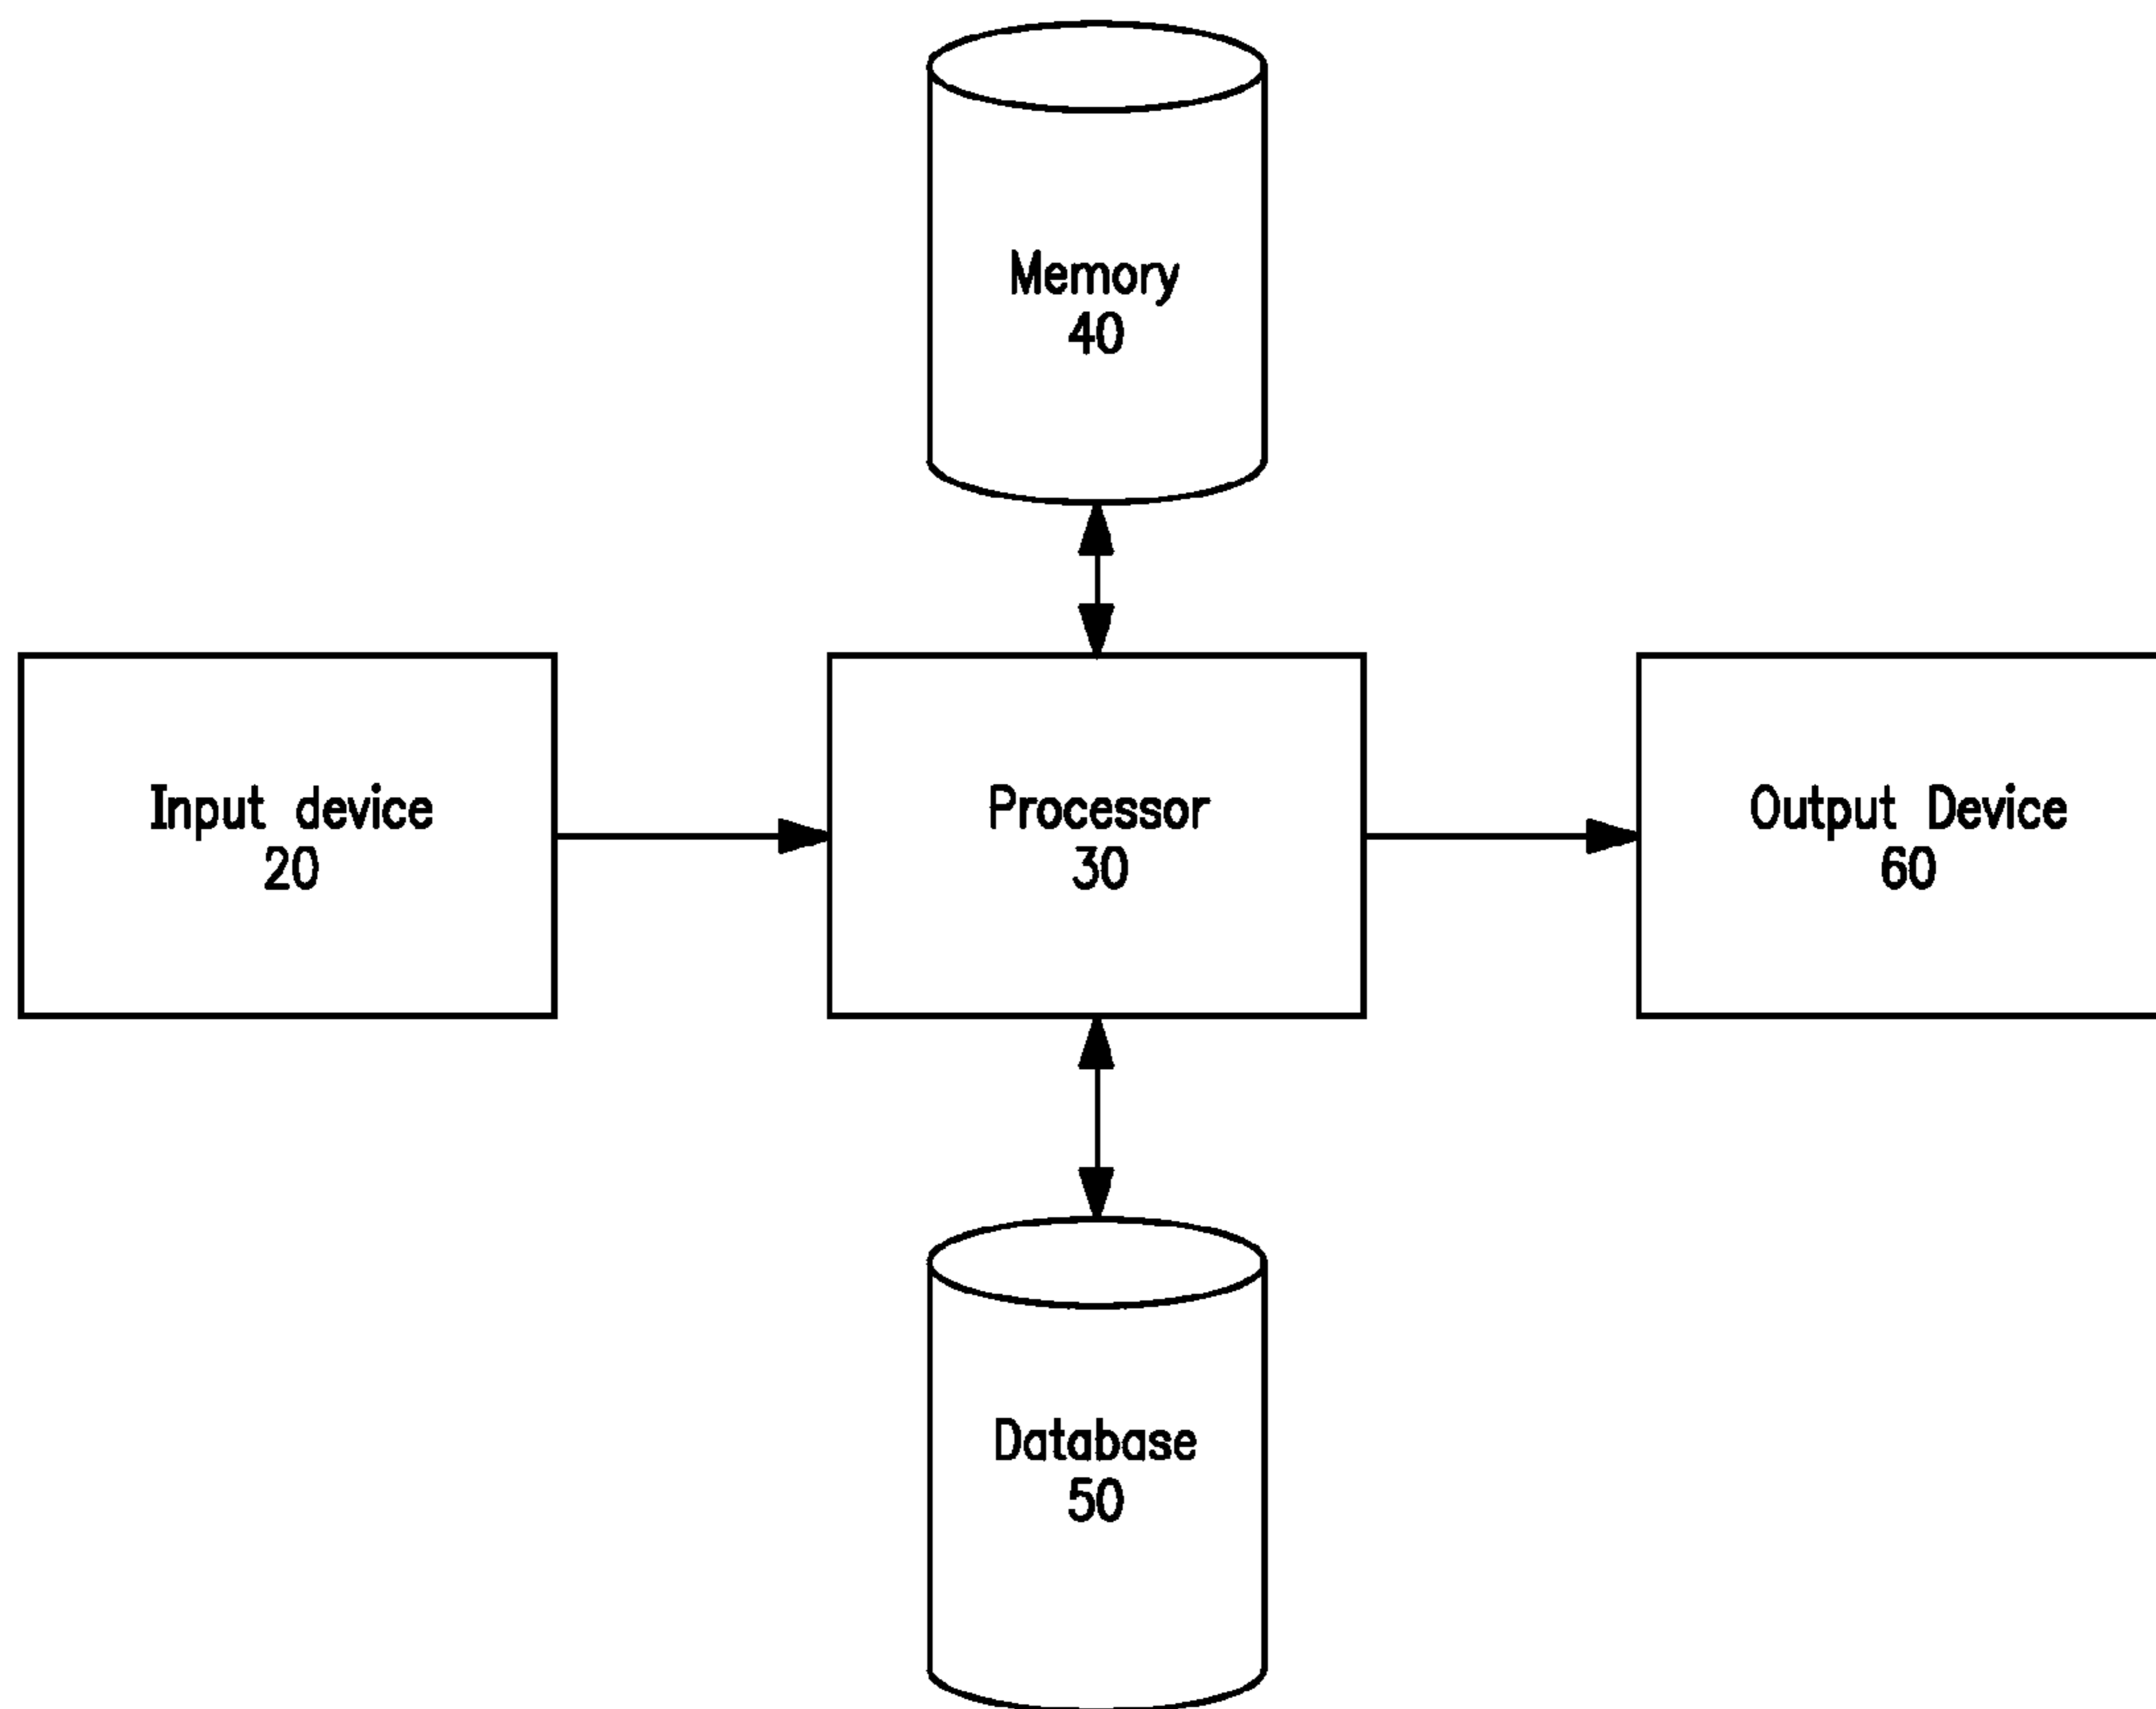 Memory
40
Input device
20
Processor
30
Output Device
60
Database
50